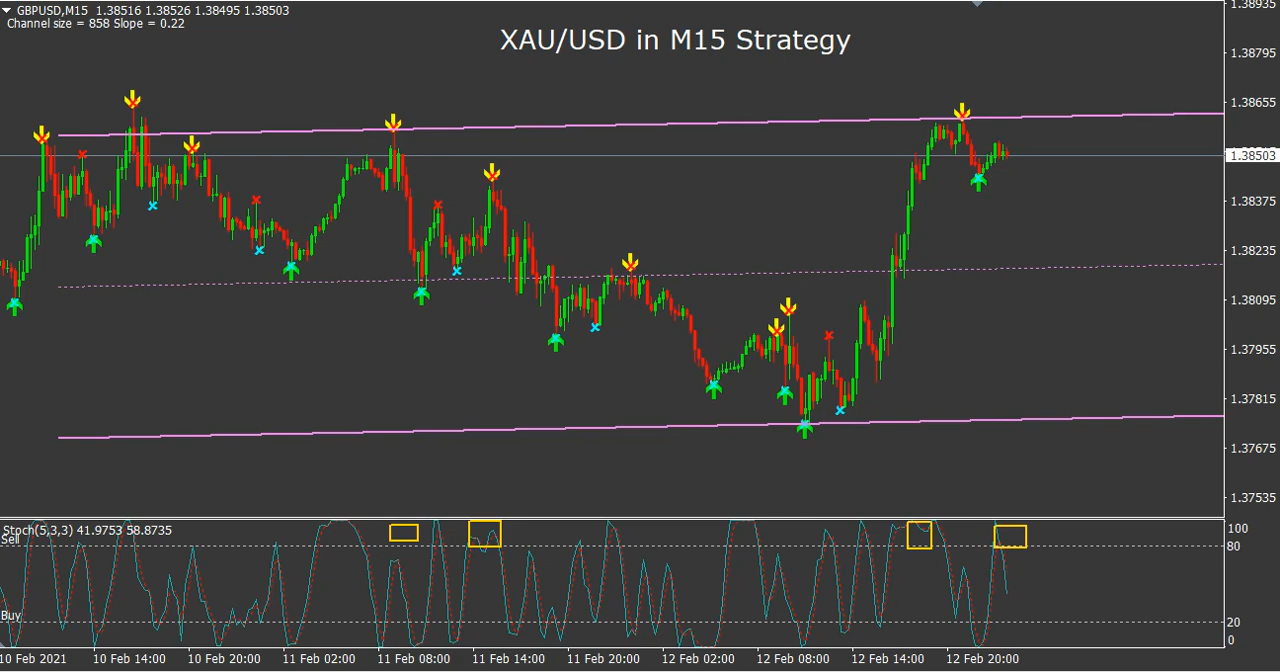 GBPUSD,M15 1.38516 1.38526 1.38495 1.38503
Channel size = 858 Slope = 0.22
XAU/USD in M15 Strategy
1.38935
1.38795
1.38655
1.38503
1.38375
1.38235
1.38095
1.37955
1.37815
1.37675
1.37535
Stoch(5,3,3) 41.9753 58.8735
Sell
Buy
100
80
20
0
10 Feb 2021 10 Feb 14:00 10 Feb 20:00 11 Feb 02:00 11 Feb 08:00 11 Feb 14:00 11 Feb 20:00 12 Feb 02:00 12 Feb 08:00 12 Feb 14:00 12 Feb 20:00